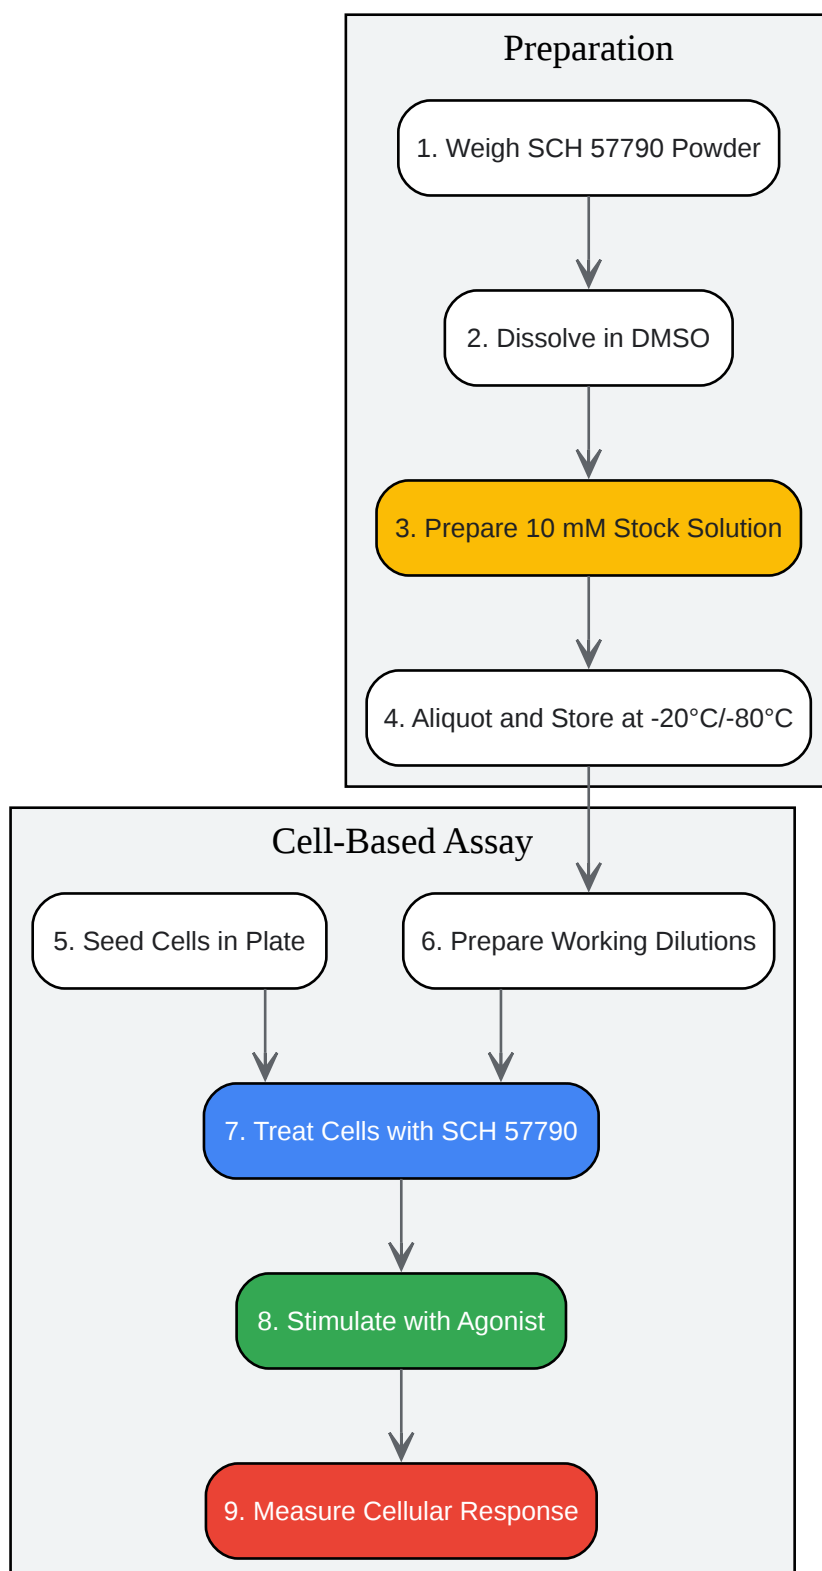 Preparation
1. Weigh SCH 57790 Powder
2. Dissolve in DMSO
3. Prepare 10 mM Stock Solution
4. Aliquot and Store at -20°C/-80°C
Cell-Based Assay
5. Seed Cells in Plate
6. Prepare Working Dilutions
7. Treat Cells with SCH 57790
8. Stimulate with Agonist
9. Measure Cellular Response